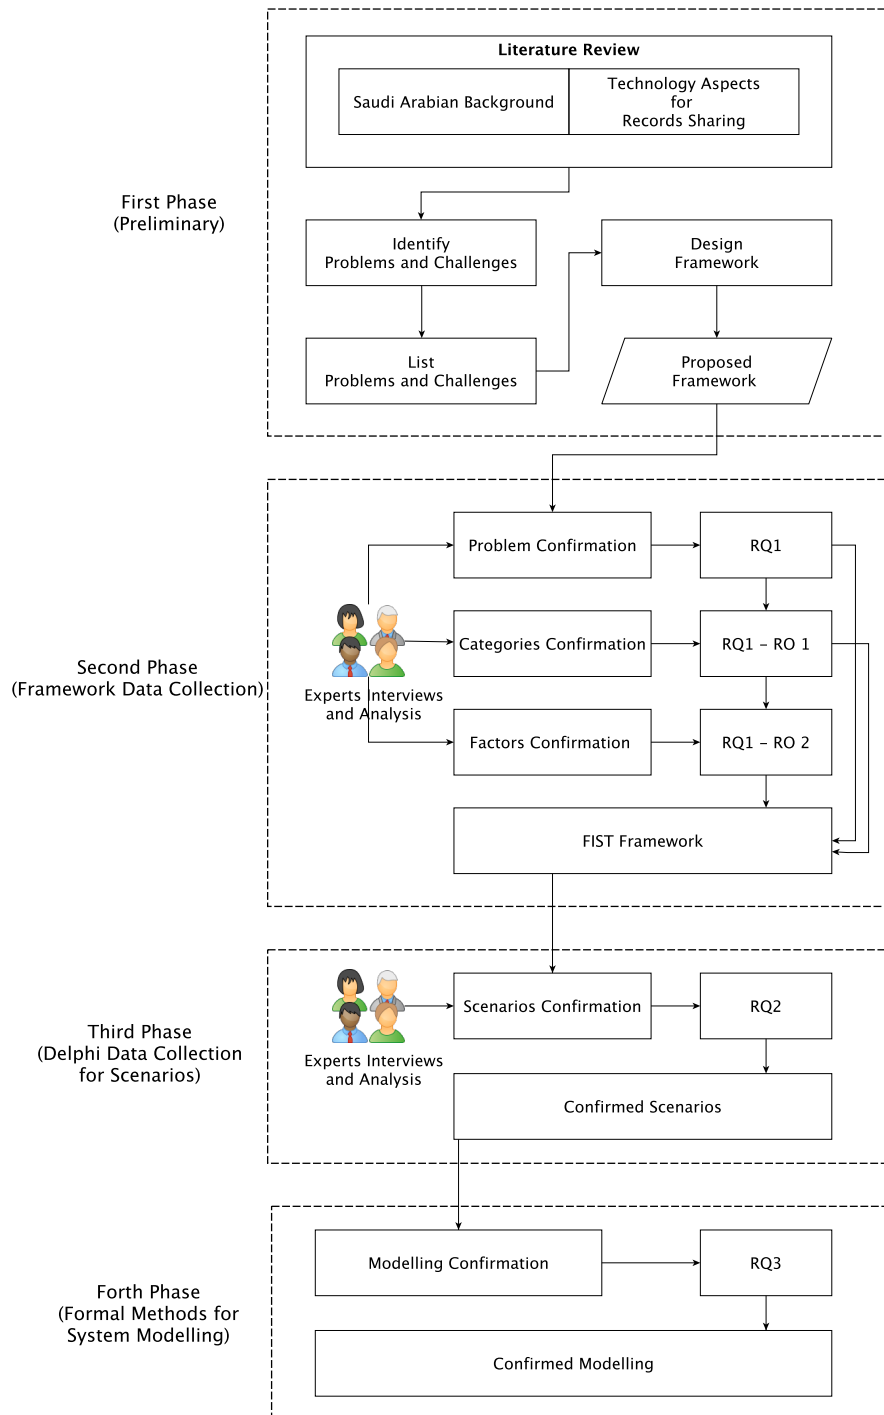 Literature Review
Saudi Arabian Background
Technology Aspects
for
Records Sharing
First Phase
(Preliminary)
Identify
Problems and Challenges
Design
Framework
List
Problems and Challenges
Proposed
Framework
Second Phase
(Framework Data Collection)
Experts Interviews
and Analysis
Problem Confirmation
RQ1
Categories Confirmation
RQ1 – RO 1
Factors Confirmation
RQ1 – RO 2
FIST Framework
Third Phase
(Delphi Data Collection
for Scenarios)
Experts Interviews
and Analysis
Scenarios Confirmation
RQ2
Confirmed Scenarios
Forth Phase
(Formal Methods for
System Modelling)
Modelling Confirmation
RQ3
Confirmed Modelling